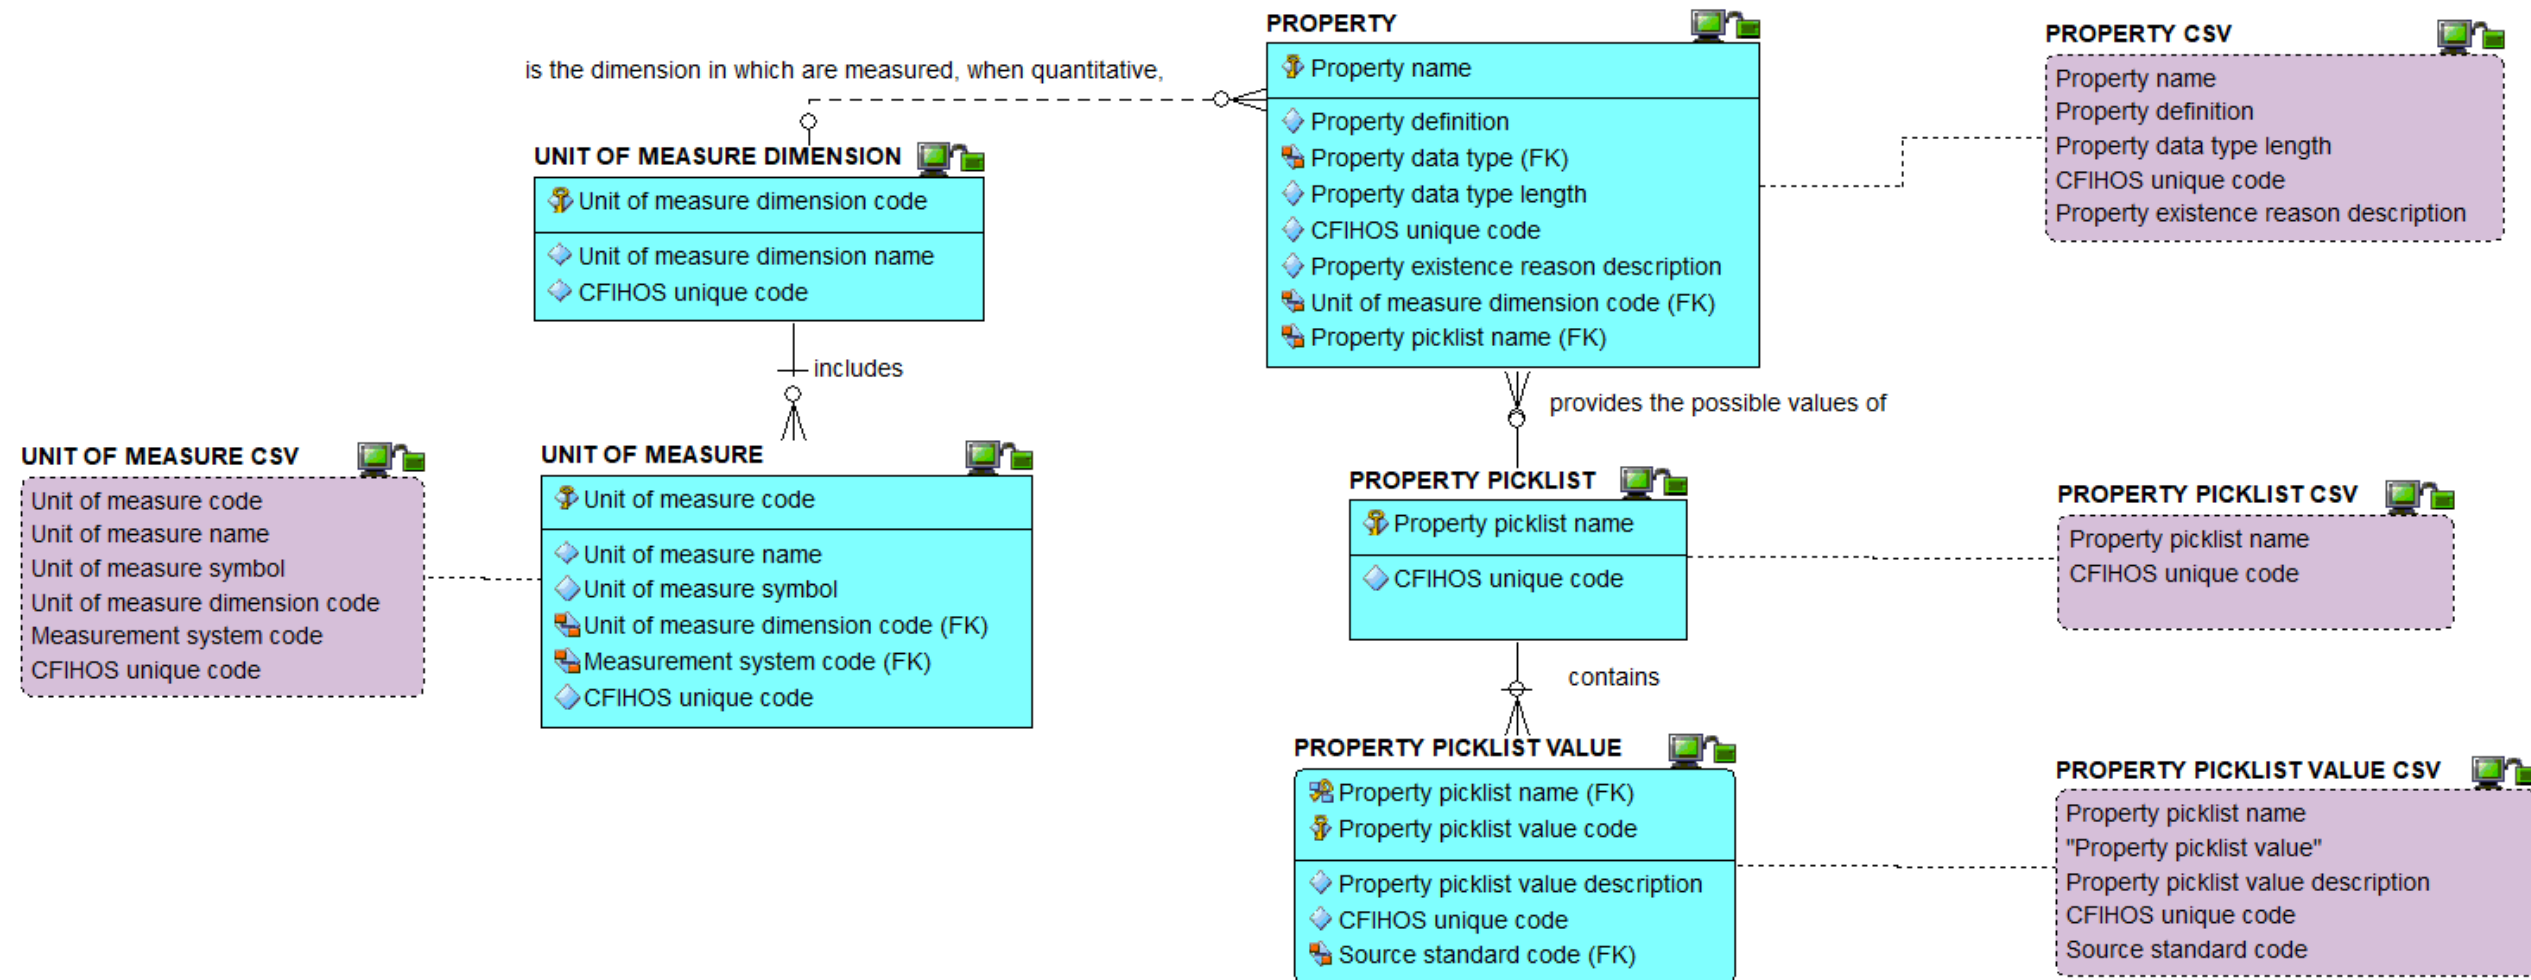 PROPERTY
Property name
Property definition
Property data type (FK)
Property data type length
CFIHOS unique code
Property existence reason description
Unit of measure dimension code (FK)
Property picklist name (FK)
PROPERTY CSV
Property name
Property definition
Property data type length
CFIHOS unique code
Property existence reason description
is the dimension in which are measured, when quantitative,
UNIT OF MEASURE DIMENSION
Unit of measure dimension code
Unit of measure dimension name
CFIHOS unique code
includes
provides the possible values of
UNIT OF MEASURE CSV
Unit of measure code
Unit of measure name
Unit of measure symbol
Unit of measure dimension code
Measurement system code
CFIHOS unique code
UNIT OF MEASURE
Unit of measure code
Unit of measure name
Unit of measure symbol
Unit of measure dimension code (FK)
Measurement system code (FK)
CFIHOS unique code
PROPERTY PICKLIST
Property picklist name
CFIHOS unique code
PROPERTY PICKLIST CSV
Property picklist name
CFIHOS unique code
contains
PROPERTY PICKLIST VALUE
Property picklist name (FK)
Property picklist value code
Property picklist value description
CFIHOS unique code
Source standard code (FK)
PROPERTY PICKLIST VALUE CSV
Property picklist name
"Property picklist value"
Property picklist value description
CFIHOS unique code
Source standard code